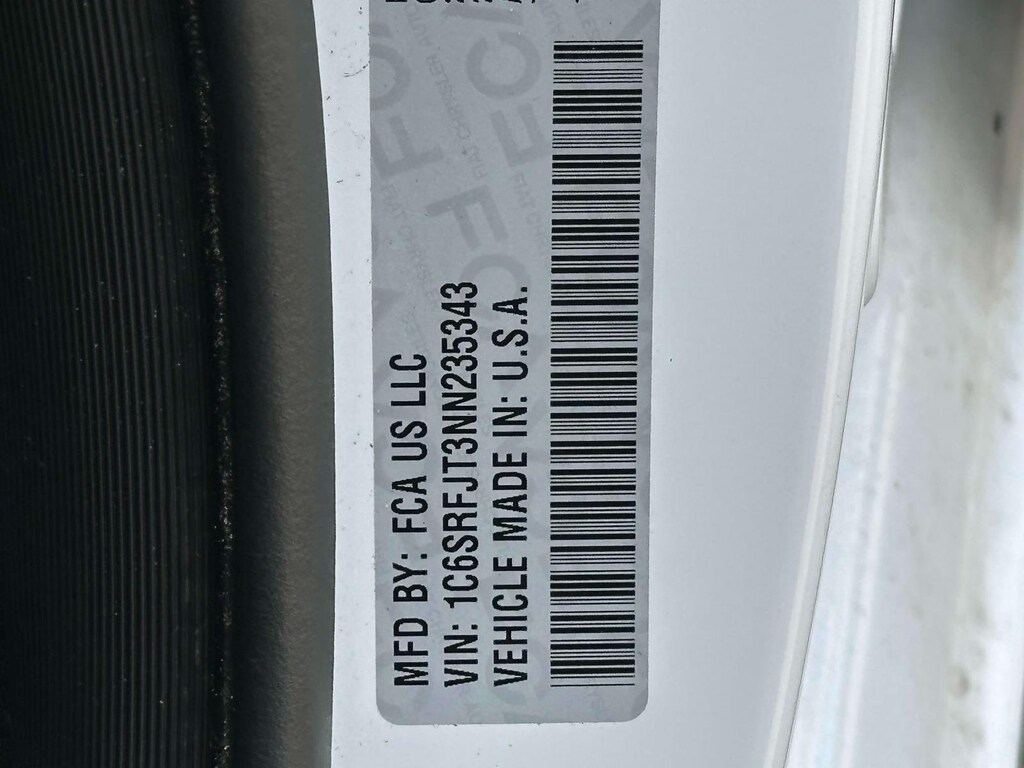 MFD BY: FCA US LLC
VIN: 1C6SRFJT3NN235343
VEHICLE MADE IN: U.S.A.